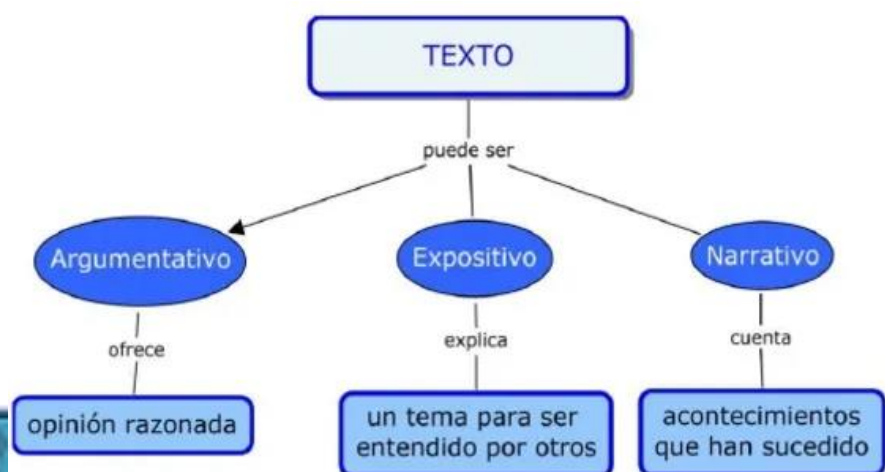 TEXTO
puede ser
Argumentativo
Expositivo
Narrativo
ofrece
explica
cuenta
opinión razonada
un tema para ser
entendido por otros
acontecimientos
que han sucedido